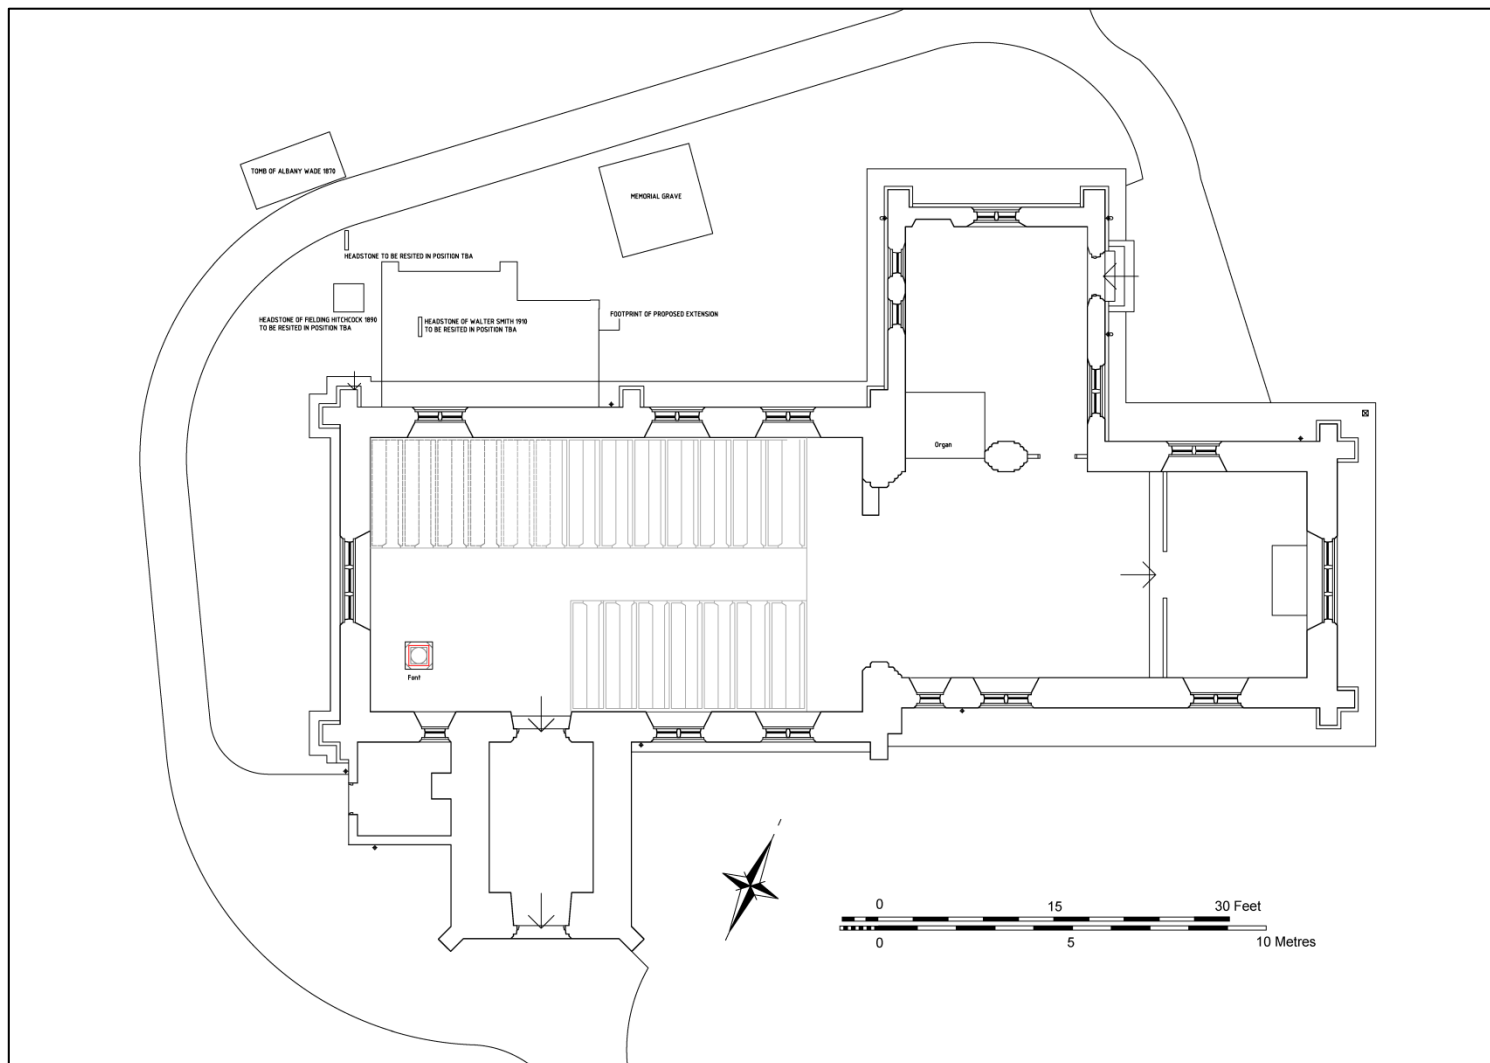 TOMB OF ALBANY WADE 1870
MEMORIAL GRAVE
HEADSTONE TO BE RESITED IN POSITION TBA
HEADSTONE OF FIELDING HITCHCOCK 1890
TO BE RESITED IN POSITION TBA
HEADSTONE OF WALTER SMITH 1910
TO BE RESITED IN POSITION TBA
FOOTPRINT OF PROPOSED EXTENSION
Organ
Font
0 15 30 Feet
0 5 10 Metres